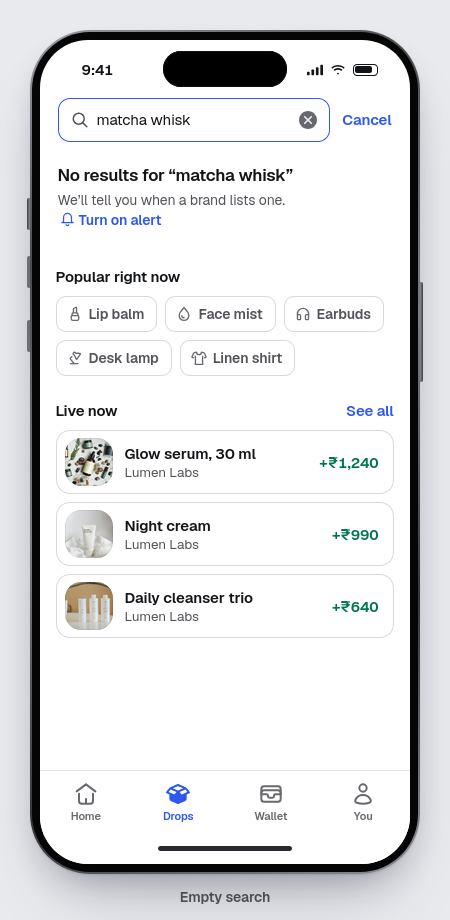 9:41
matcha whisk
Cancel
No results for “matcha whisk”
We’ll tell you when a brand lists one.
Turn on alert
Popular right now
Lip balm
Face mist
Earbuds
Desk lamp
Linen shirt
Live now
See all
Glow serum, 30 ml
Lumen Labs
+₹1,240
Night cream
Lumen Labs
+₹990
Daily cleanser trio
Lumen Labs
+₹640
Home
Drops
Wallet
You
Empty search